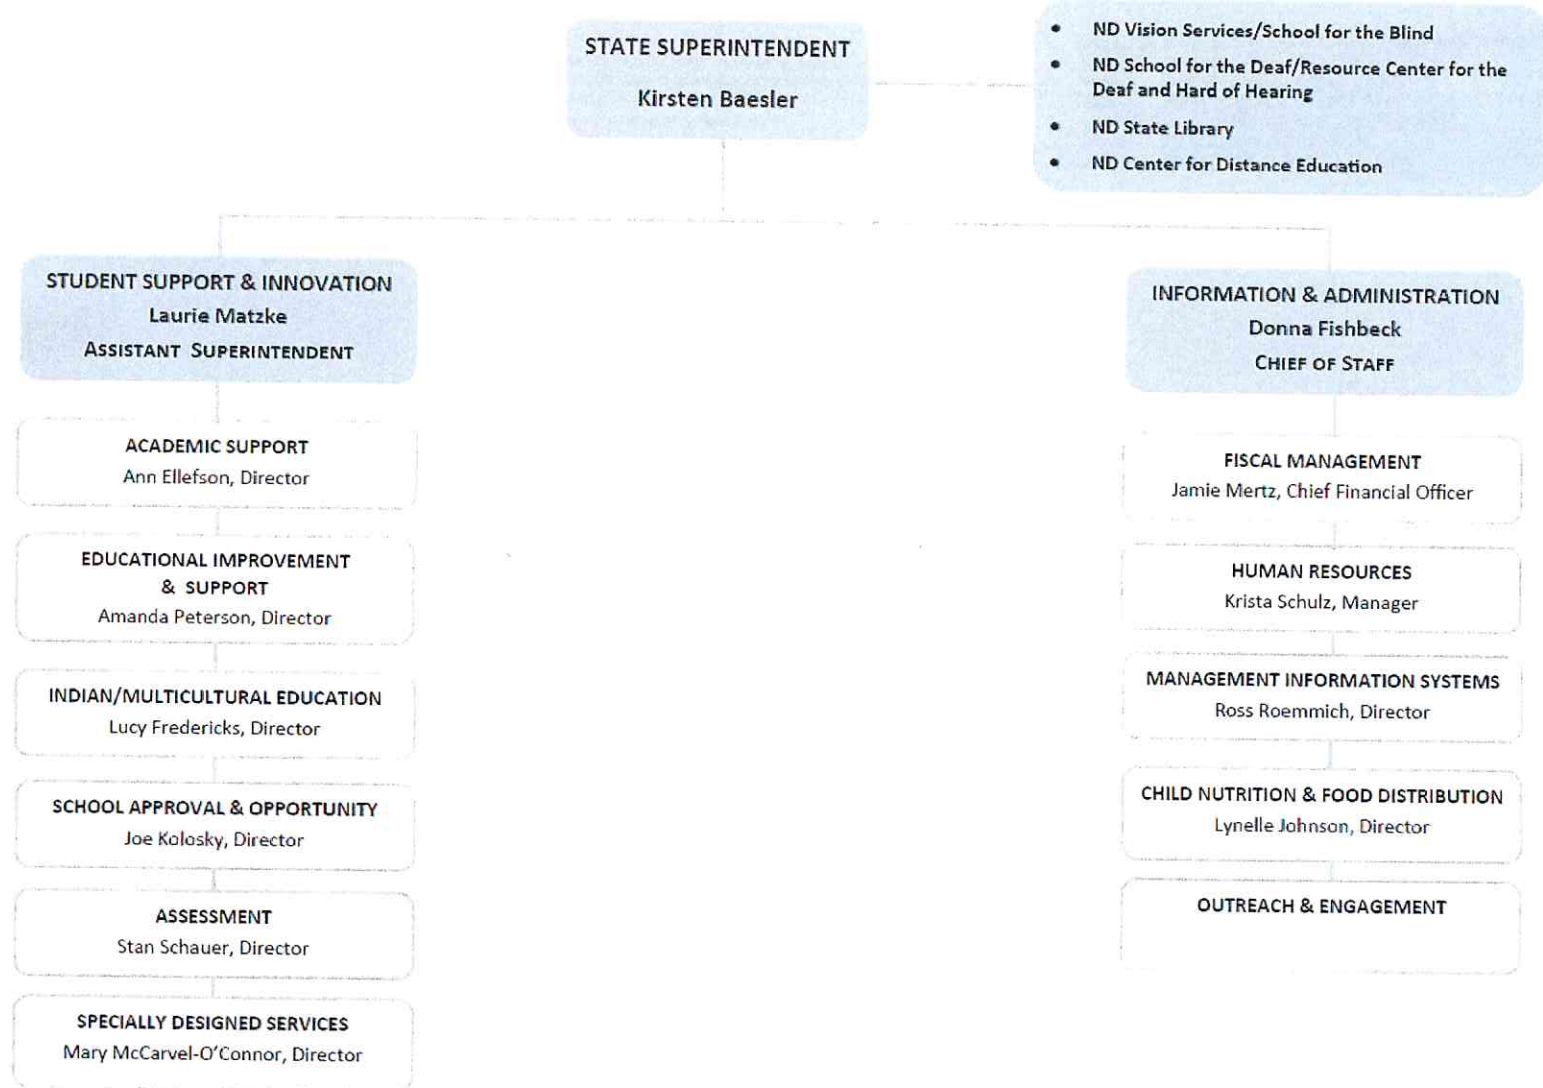 STATE SUPERINTENDENT
Kirsten Baesler
• ND Vision Services/School for the Blind
• ND School for the Deaf/Resource Center for the
Deaf and Hard of Hearing
• ND State Library
• ND Center for Distance Education
STUDENT SUPPORT & INNOVATION
Laurie Matzke
ASSISTANT SUPERINTENDENT
ACADEMIC SUPPORT
Ann Ellefson, Director
EDUCATIONAL IMPROVEMENT
& SUPPORT
Amanda Peterson, Director
INDIAN/MULTICULTURAL EDUCATION
Lucy Fredericks, Director
SCHOOL APPROVAL & OPPORTUNITY
Joe Kolosky, Director
ASSESSMENT
Stan Schauer, Director
SPECIALLY DESIGNED SERVICES
Mary McCarvel-O’Connor, Director
INFORMATION & ADMINISTRATION
Donna Fishbeck
CHIEF OF STAFF
FISCAL MANAGEMENT
Jamie Mertz, Chief Financial Officer
HUMAN RESOURCES
Krista Schulz, Manager
MANAGEMENT INFORMATION SYSTEMS
Ross Roemmich, Director
CHILD NUTRITION & FOOD DISTRIBUTION
Lynelle Johnson, Director
OUTREACH & ENGAGEMENT